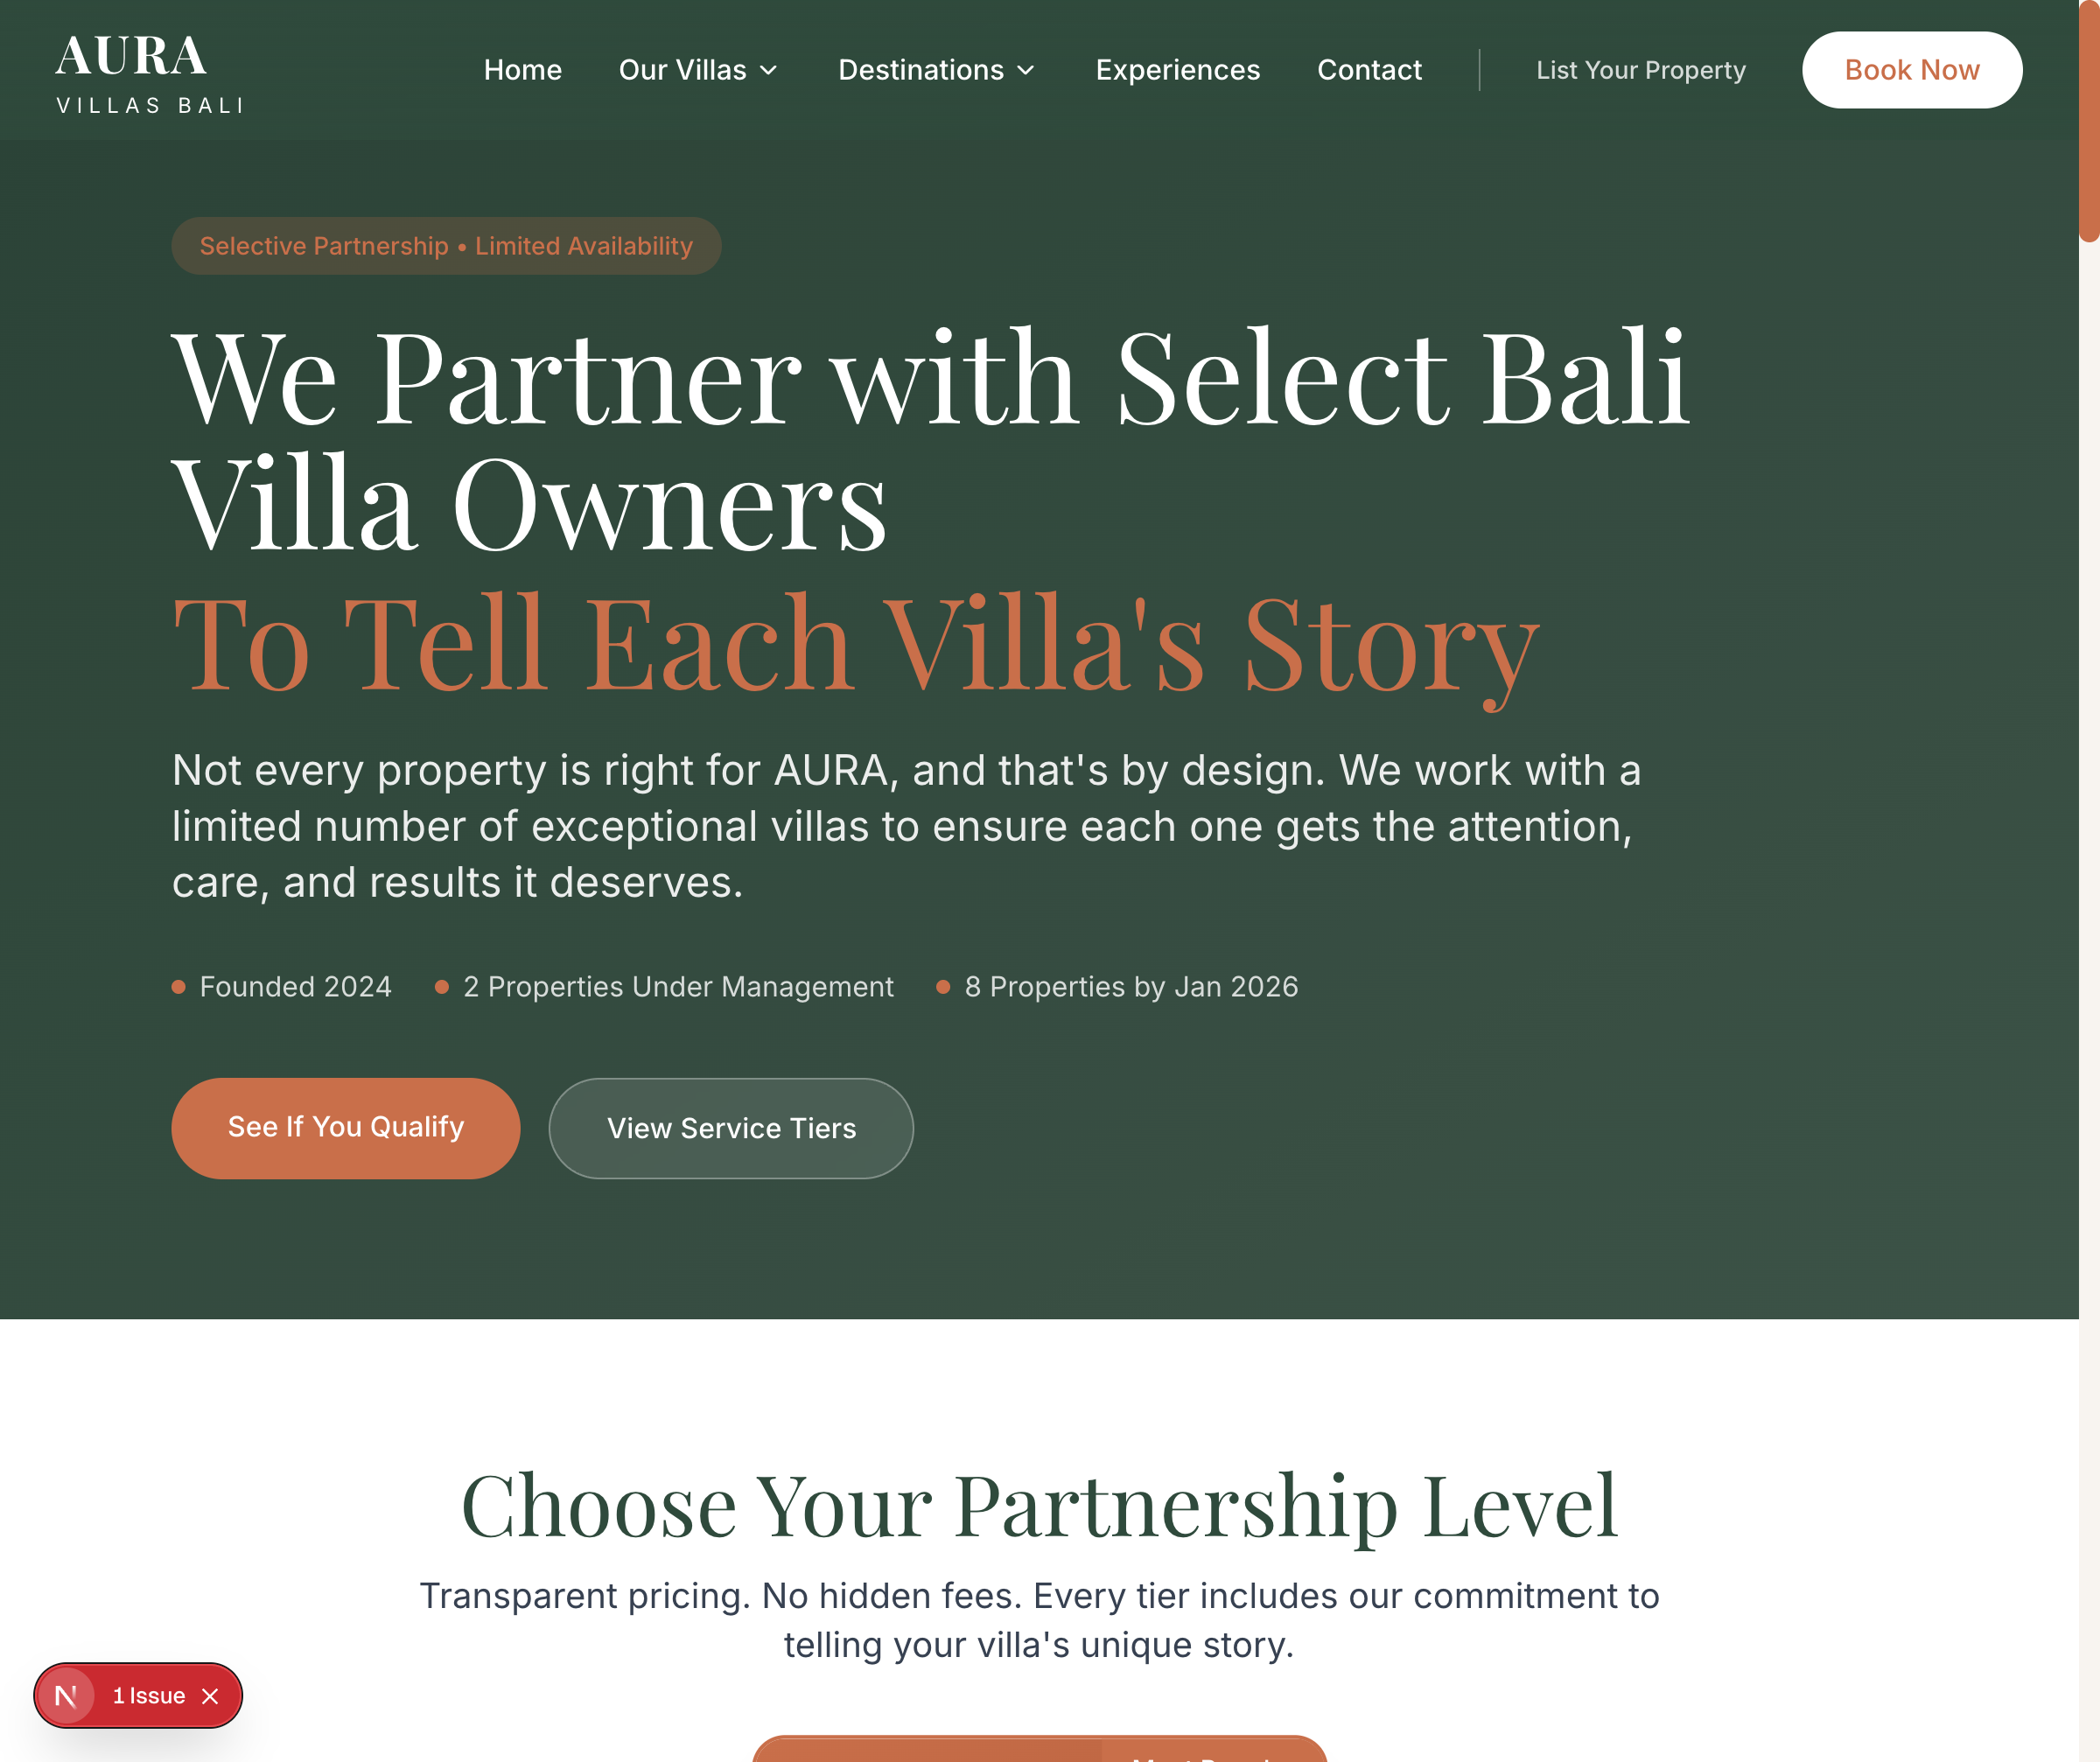 AURA
VILLAS BALI
Home
Our Villas
Destinations
Experiences
Contact
List Your Property
Book Now
Selective Partnership • Limited Availability
We Partner with Select Bali
Villa Owners
To Tell Each Villa's Story
Not every property is right for AURA, and that's by design. We work with a
limited number of exceptional villas to ensure each one gets the attention,
care, and results it deserves.
Founded 2024
2 Properties Under Management
8 Properties by Jan 2026
See If You Qualify
View Service Tiers
Choose Your Partnership Level
Transparent pricing. No hidden fees. Every tier includes our commitment to
telling your villa's unique story.
N
1 Issue